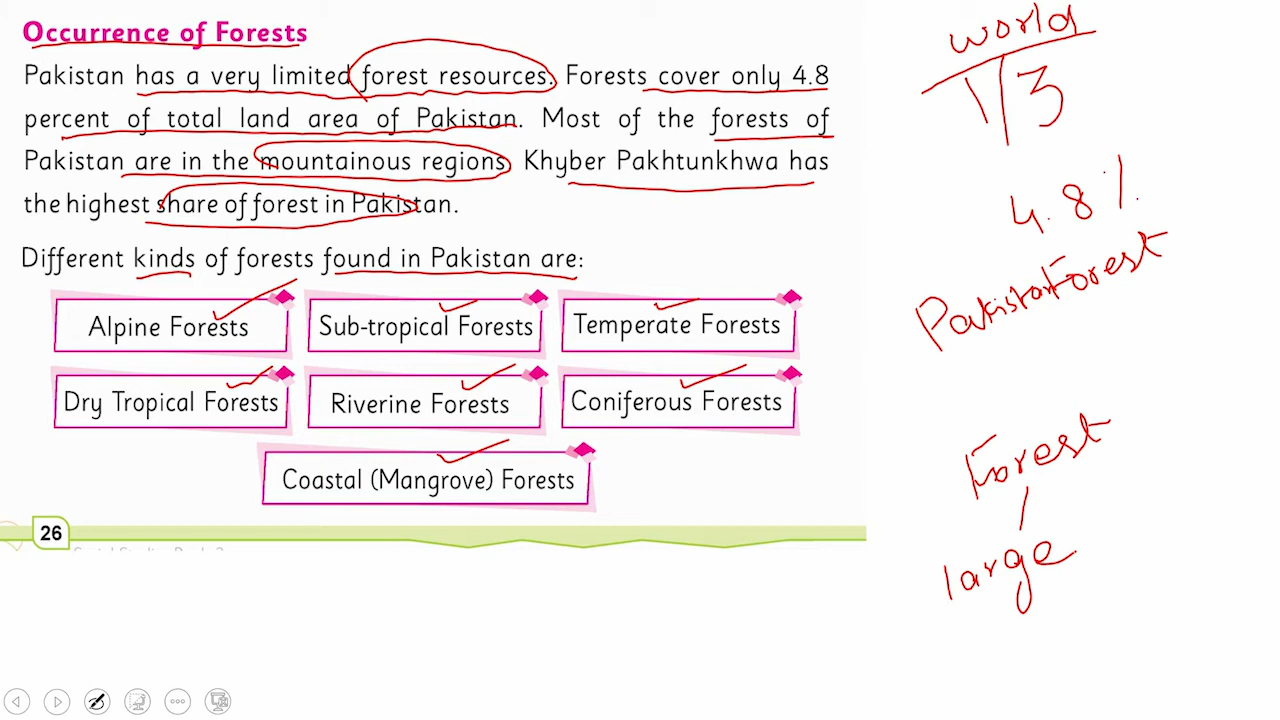 Occurrence of Forests
Pakistan has a very limited forest resources. Forests cover only 4.8
percent of total land area of Pakistan. Most of the forests of
Pakistan are in the mountainous regions. Khyber Pakhtunkhwa has
the highest share of forest in Pakistan.
Different kinds of forests found in Pakistan are:
Alpine Forests
Sub-tropical Forests
Temperate Forests
Dry Tropical Forests
Riverine Forests
Coniferous Forests
Coastal (Mangrove) Forests
26
world
1/3
4.8 %
Pakistan Forest
Forest
large